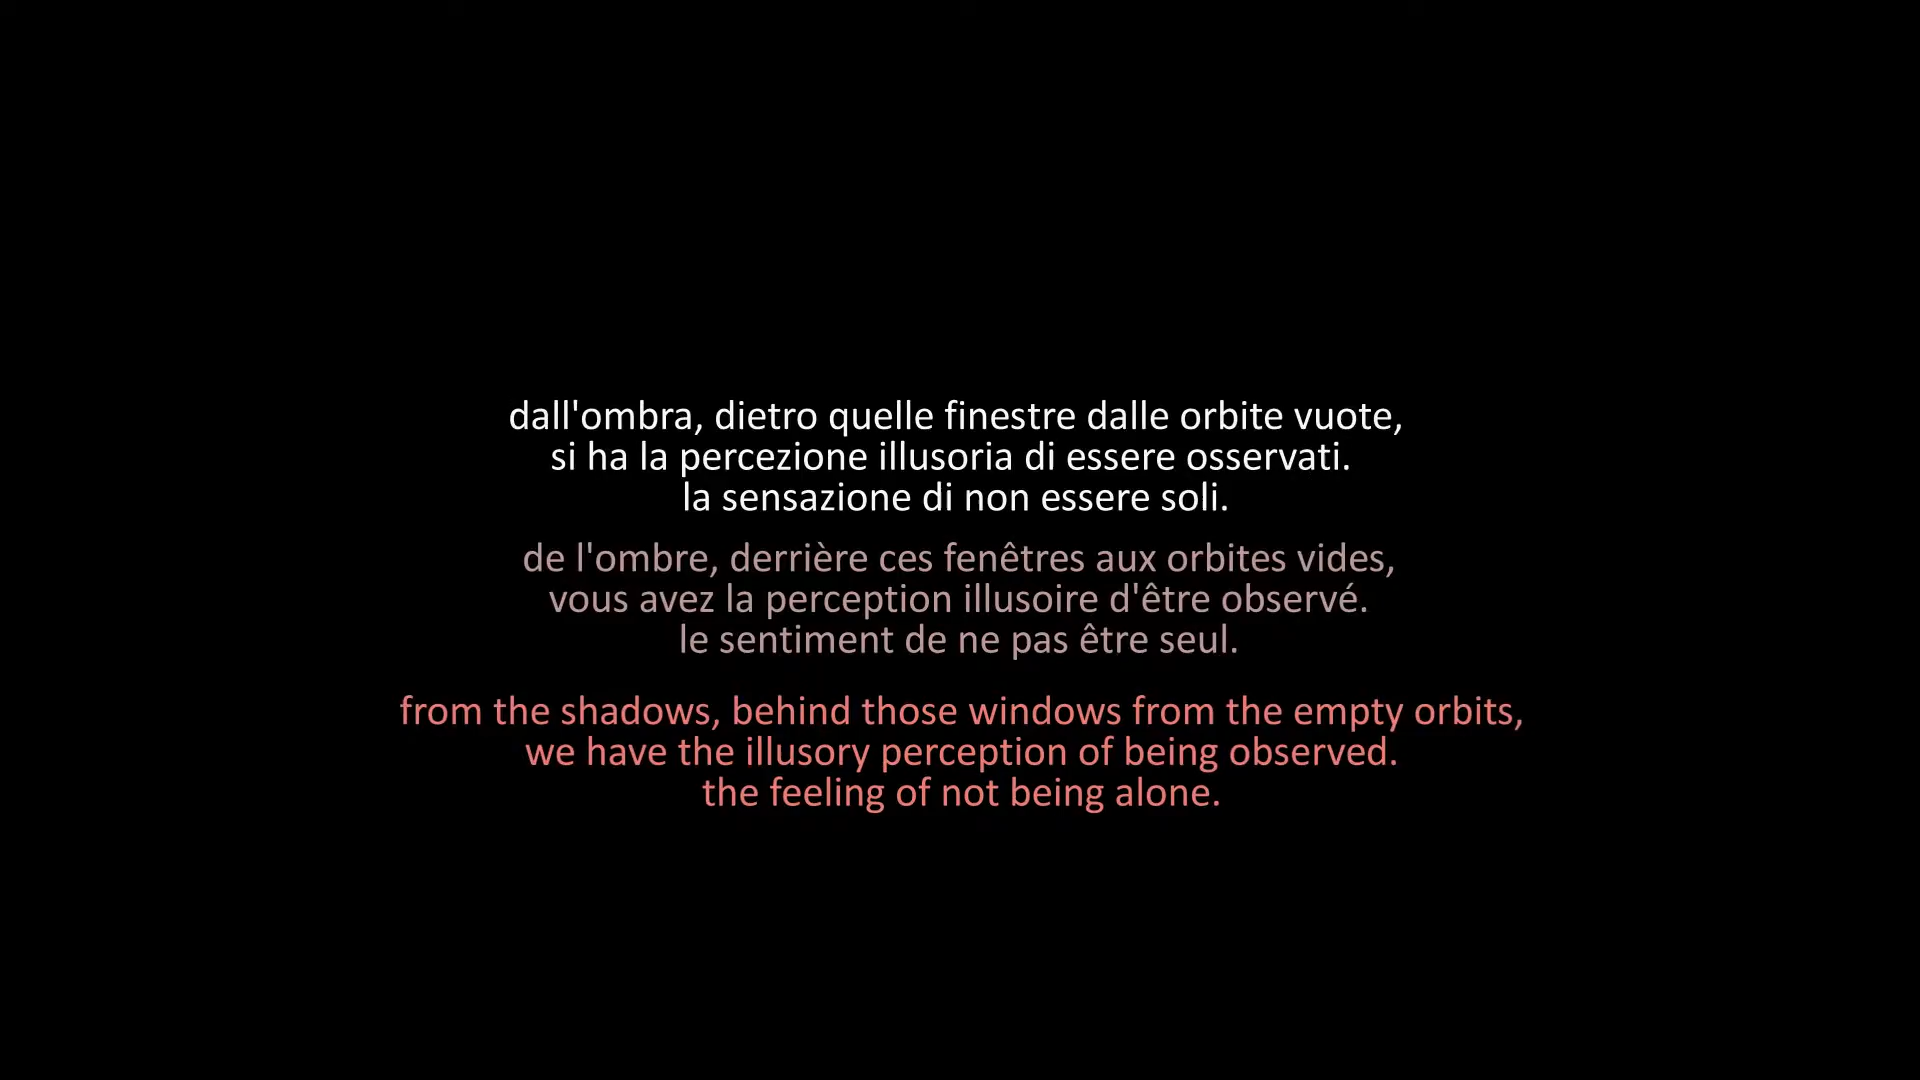 dall'ombra, dietro quelle finestre dalle orbite vuote,
si ha la percezione illusoria di essere osservati.
la sensazione di non essere soli.
de l'ombre, derrière ces fenêtres aux orbites vides,
vous avez la perception illusoire d'être observé.
le sentiment de ne pas être seul.
from the shadows, behind those windows from the empty orbits,
we have the illusory perception of being observed.
the feeling of not being alone.